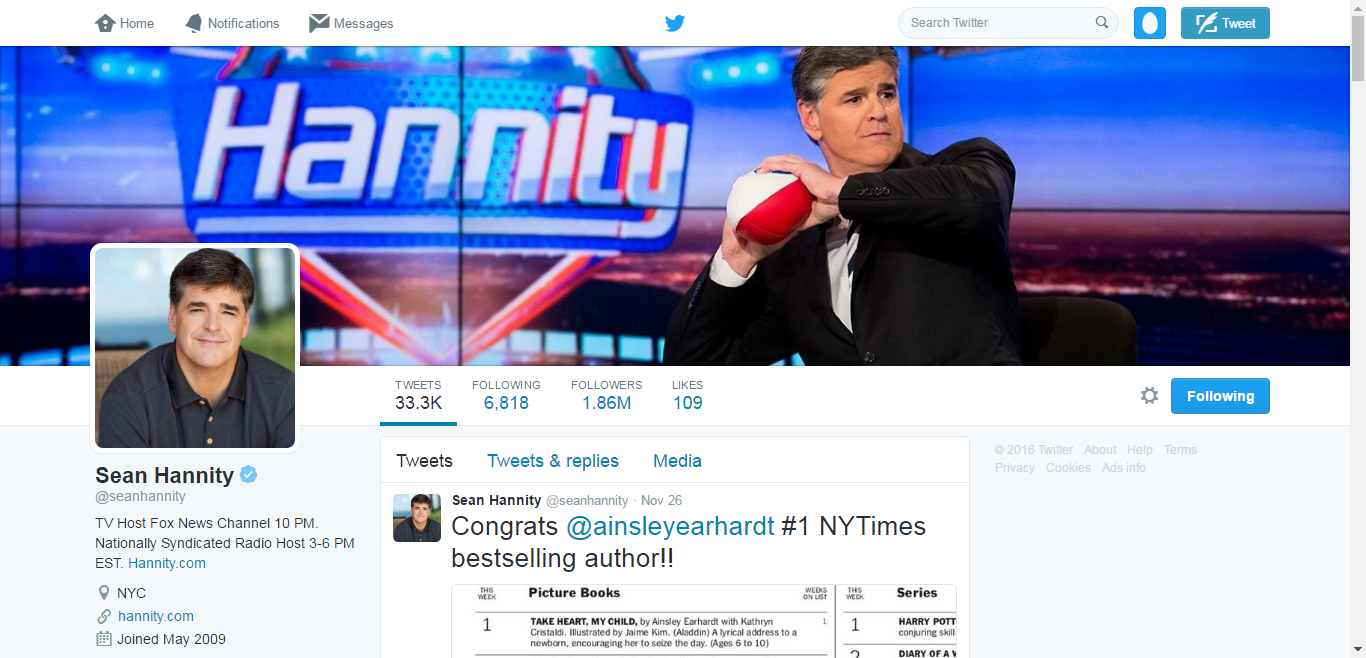 Home
Notifications
Messages
Search Twitter
Tweet
Hannity
TWEETS
33.3K
FOLLOWING
6,818
FOLLOWERS
1.86M
LIKES
109
Following
Sean Hannity
@seanhannity
TV Host Fox News Channel 10 PM.
Nationally Syndicated Radio Host 3-6 PM
EST. Hannity.com
NYC
hannity.com
Joined May 2009
Tweets
Tweets & replies
Media
Sean Hannity @seanhannity · Nov 26
Congrats @ainsleyearhardt #1 NYTimes
bestselling author!!
THIS
WEEK
Picture Books
WEEKS
ON LIST
1
TAKE HEART, MY CHILD, by Ainsley Earhardt with Kathryn
Cristaldi. Illustrated by Jaime Kim. (Aladdin) A lyrical address to a
newborn, encouraging her to seize the day. (Ages 6 to 10)
1
THIS
WEEK
Series
1
HARRY POTT
conjuring skil
2
DIARY OF A
© 2016 Twitter About Help Terms
Privacy Cookies Ads info